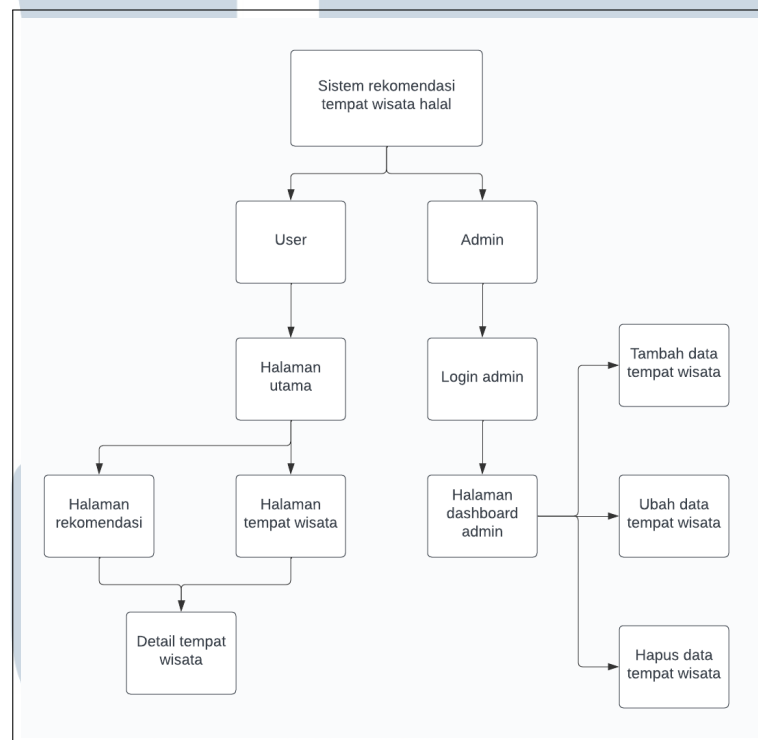 Sistem rekomendasi
tempat wisata halal
User
Admin
Halaman
utama
Login admin
Tambah data
tempat wisata
Halaman
rekomendasi
Halaman
tempat wisata
Halaman
dashboard
admin
Ubah data
tempat wisata
Detail tempat
wisata
Hapus data
tempat wisata